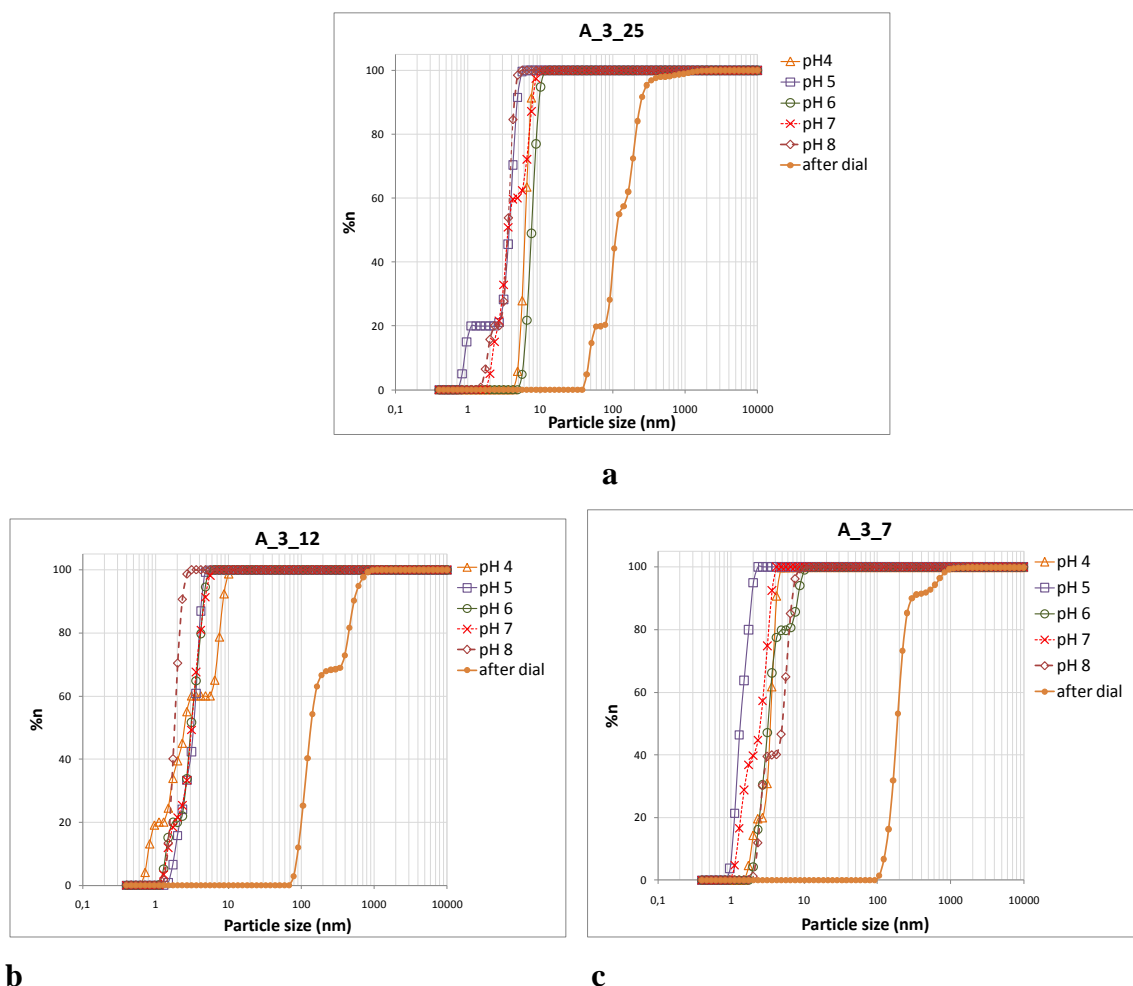 A_3_25
pH4
pH 5
pH 6
pH 7
pH 8
after dial
%n
100
80
60
40
20
0
0,1 1 10 100 1000 10000
Particle size (nm)
a
A_3_12
pH 4
pH 5
pH 6
pH 7
pH 8
after dial
%n
100
80
60
40
20
0
0,1 1 10 100 1000 10000
Particle size (nm)
b
A_3_7
pH 4
pH 5
pH 6
pH 7
pH 8
after dial
%n
100
80
60
40
20
0
0,1 1 10 100 1000 10000
Particle size (nm)
c